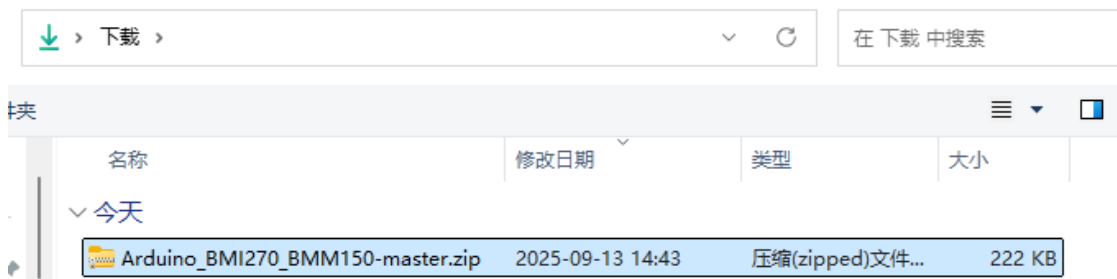 下载
在 下载 中搜索
件夹
名称 修改日期 类型 大小
今天
Arduino_BMI270_BMM150-master.zip 2025-09-13 14:43 压缩(zipped)文件... 222 KB